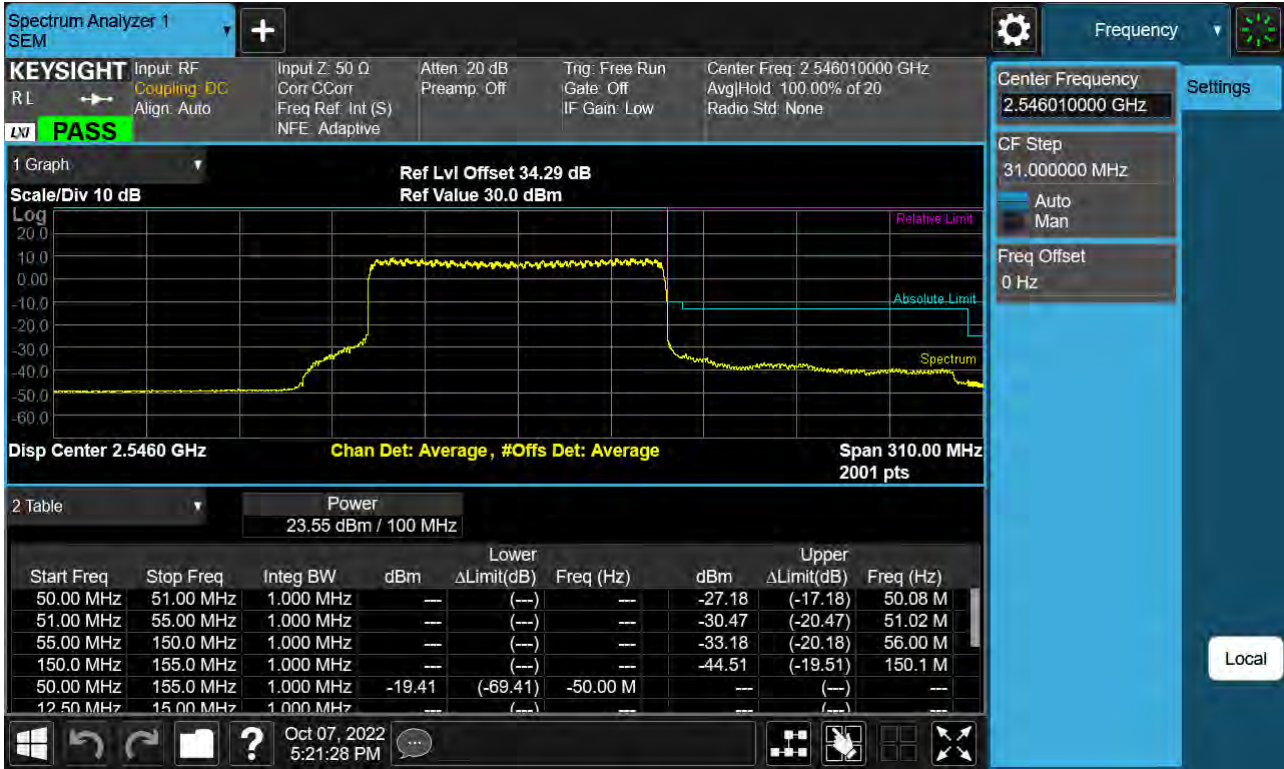 Spectrum Analyzer 1
SEM
Frequency
KEYSIGHT
R L
LXI
PASS
Input: RF
Coupling: DC
Align: Auto
Input Z: 50 Ω
Corr CCorr
Freq Ref: Int (S)
NFE: Adaptive
Atten: 20 dB
Preamp: Off
Trig: Free Run
Gate: Off
IF Gain: Low
Center Freq: 2.546010000 GHz
Avg|Hold: 100.00% of 20
Radio Std: None
Center Frequency
2.546010000 GHz
Settings
CF Step
31.000000 MHz
Auto
Man
Freq Offset
0 Hz
Local
1 Graph
Scale/Div 10 dB
Ref Lvl Offset 34.29 dB
Ref Value 30.0 dBm
Log
20.0
10.0
0.00
-10.0
-20.0
-30.0
-40.0
-50.0
-60.0
Relative Limit
Absolute Limit
Spectrum
Disp Center 2.5460 GHz
Chan Det: Average, #Offs Det: Average
Span 310.00 MHz
2001 pts
2 Table
Power
23.55 dBm / 100 MHz
Lower Upper
Start Freq Stop Freq Integ BW dBm ΔLimit(dB) Freq (Hz) dBm ΔLimit(dB) Freq (Hz)
50.00 MHz 51.00 MHz 1.000 MHz --- (---) --- -27.18 (-17.18) 50.08 M
51.00 MHz 55.00 MHz 1.000 MHz --- (---) --- -30.47 (-20.47) 51.02 M
55.00 MHz 150.0 MHz 1.000 MHz --- (---) --- -33.18 (-20.18) 56.00 M
150.0 MHz 155.0 MHz 1.000 MHz --- (---) --- -44.51 (-19.51) 150.1 M
50.00 MHz 155.0 MHz 1.000 MHz -19.41 (-69.41) -50.00 M --- (---) ---
12.50 MHz 15.00 MHz 1.000 MHz --- (---) --- --- (---) ---
?
Oct 07, 2022
5:21:28 PM